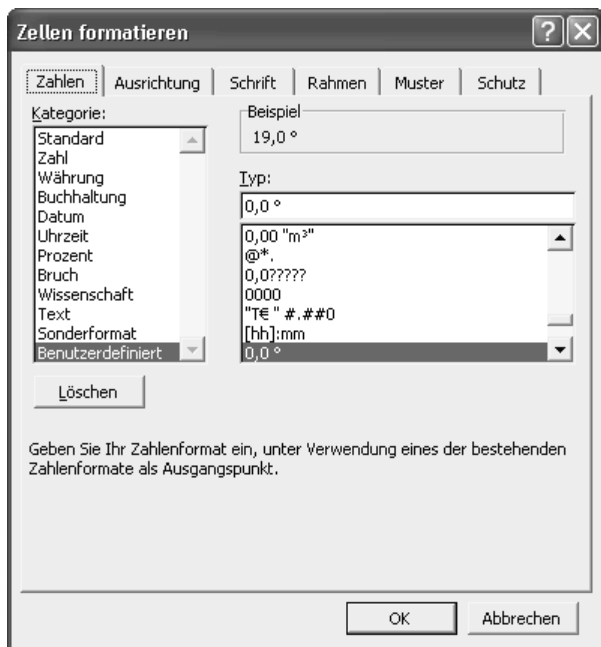 Zellen formatieren
Zahlen Ausrichtung Schrift Rahmen Muster Schutz
Kategorie:
Standard
Zahl
Währung
Buchhaltung
Datum
Uhrzeit
Prozent
Bruch
Wissenschaft
Text
Sonderformat
Benutzerdefiniert
Beispiel
19,0 °
Typ:
0,0 °
0,00 "m³"
@*.
0,0?????
0000
"T€ " #.##0
[hh]:mm
0,0 °
Löschen
Geben Sie Ihr Zahlenformat ein, unter Verwendung eines der bestehenden
Zahlenformate als Ausgangspunkt.
OK Abbrechen